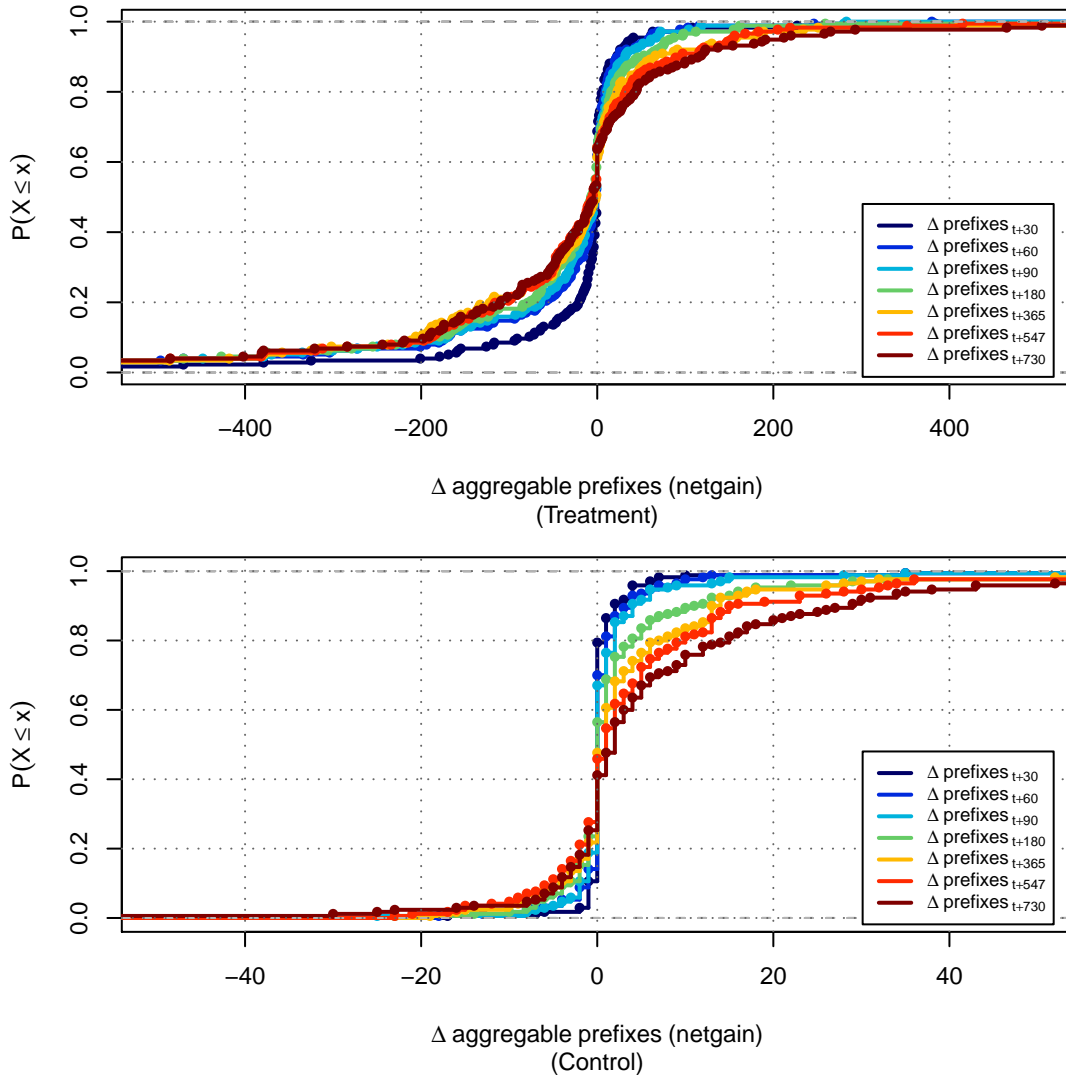 1.0
0.8
0.6
0.4
0.2
0.0
P(X ≤ x)
−400 −200 0 200 400
Δ prefixes t+30
Δ prefixes t+60
Δ prefixes t+90
Δ prefixes t+180
Δ prefixes t+365
Δ prefixes t+547
Δ prefixes t+730
Δ aggregable prefixes (netgain)
(Treatment)
1.0
0.8
0.6
0.4
0.2
0.0
P(X ≤ x)
−40 −20 0 20 40
Δ prefixes t+30
Δ prefixes t+60
Δ prefixes t+90
Δ prefixes t+180
Δ prefixes t+365
Δ prefixes t+547
Δ prefixes t+730
Δ aggregable prefixes (netgain)
(Control)